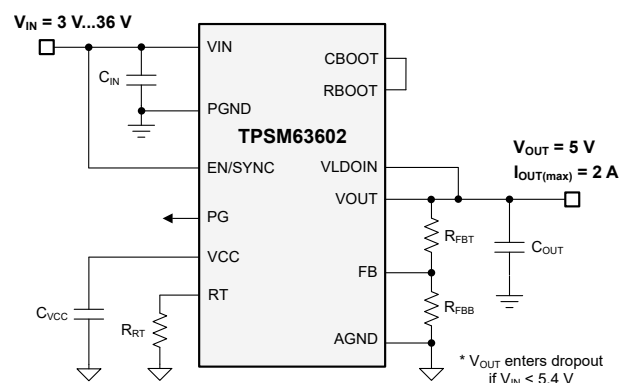 V_IN = 3 V...36 V
VIN
C_IN
PGND
EN/SYNC
PG
VCC
RT
C_VCC
R_RT
TPSM63602
CBOOT
RBOOT
VLDOIN
VOUT
FB
AGND
V_OUT = 5 V
I_OUT(max) = 2 A
R_FBT
C_OUT
R_FBB
* V_OUT enters dropout
if V_IN < 5.4 V